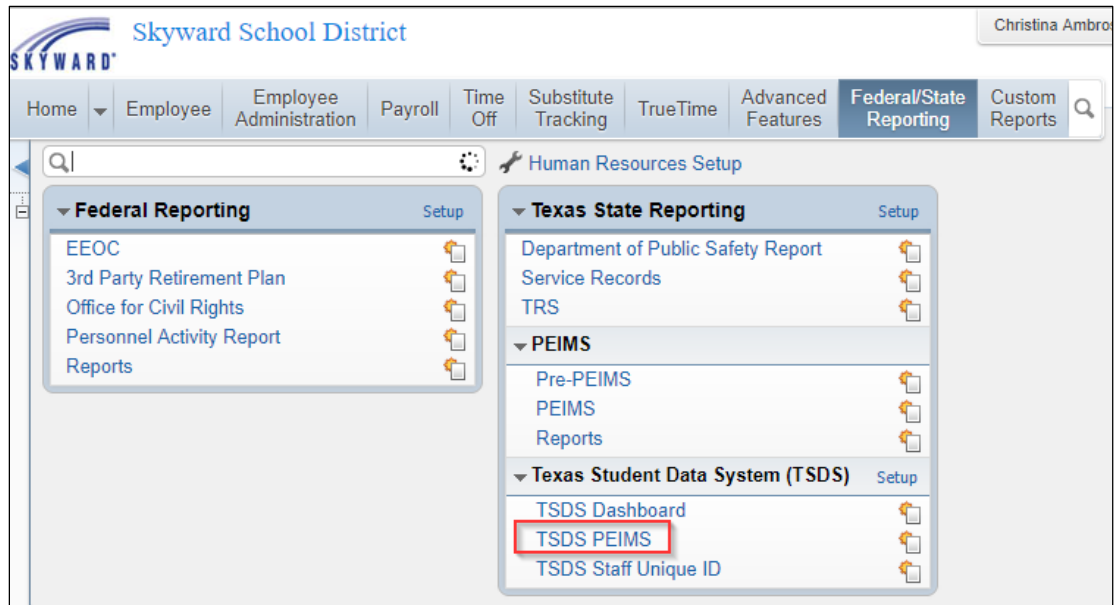 Skyward School District
Christina Ambro
SKYWARD
Home Employee Employee Administration Payroll Time Off Substitute Tracking TrueTime Advanced Features Federal/State Reporting Custom Reports
Human Resources Setup
Federal Reporting Setup
EEOC
3rd Party Retirement Plan
Office for Civil Rights
Personnel Activity Report
Reports
Texas State Reporting Setup
Department of Public Safety Report
Service Records
TRS
PEIMS
Pre-PEIMS
PEIMS
Reports
Texas Student Data System (TSDS) Setup
TSDS Dashboard
TSDS PEIMS
TSDS Staff Unique ID